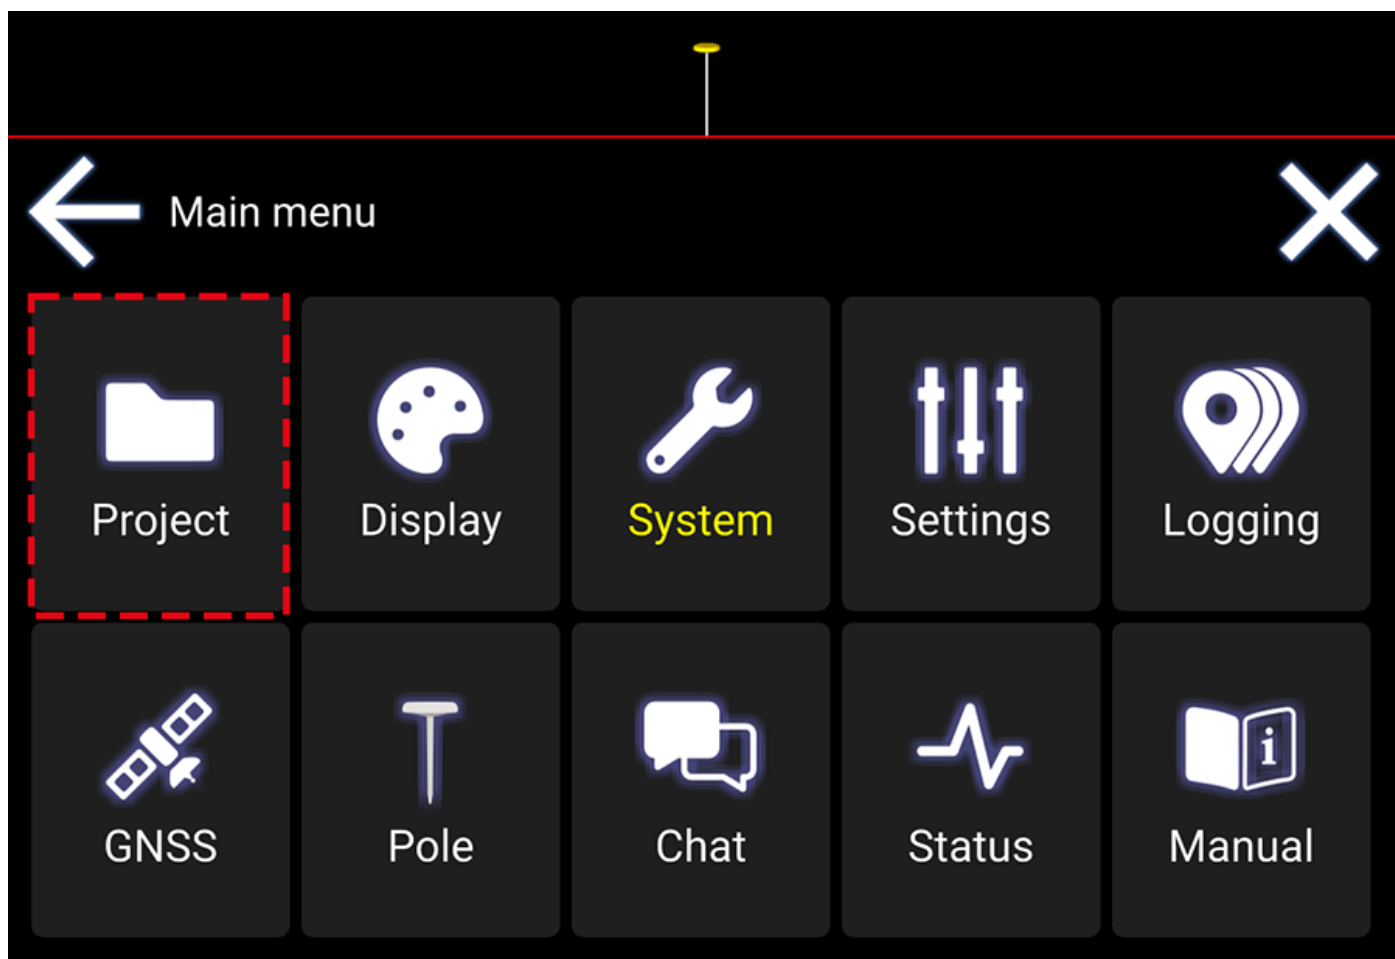 Main menu
Project
Display
System
Settings
Logging
GNSS
Pole
Chat
Status
Manual